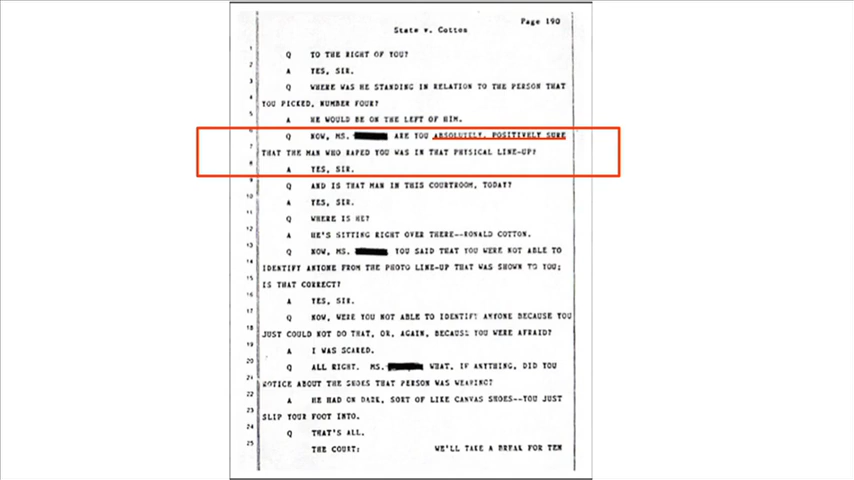 Page 190
State v. Cotton
1 Q TO THE RIGHT OF YOU?
2 A YES, SIR.
3 Q WHERE WAS HE STANDING IN RELATION TO THE PERSON THAT
4 YOU PICKED, NUMBER FOUR?
5 A HE WOULD BE ON THE LEFT OF HIM.
6 Q NOW, MS. ARE YOU ABSOLUTELY, POSITIVELY SURE
7 THAT THE MAN WHO RAPED YOU WAS IN THAT PHYSICAL LINE-UP?
8 A YES, SIR.
9 Q AND IS THAT MAN IN THIS COURTROOM, TODAY?
10 A YES, SIR.
11 Q WHERE IS HE?
12 A HE'S SITTING RIGHT OVER THERE--RONALD COTTON.
13 Q NOW, MS. YOU SAID THAT YOU WERE NOT ABLE TO
14 IDENTIFY ANYONE FROM THE PHOTO LINE-UP THAT WAS SHOWN TO YOU;
15 IS THAT CORRECT?
16 A YES, SIR.
17 Q NOW, WERE YOU NOT ABLE TO IDENTIFY ANYONE BECAUSE YOU
18 JUST COULD NOT DO THAT, OR, AGAIN, BECAUSE YOU WERE AFRAID?
19 A I WAS SCARED.
20 Q ALL RIGHT. MS. WHAT, IF ANYTHING, DID YOU
21 NOTICE ABOUT THE SHOES THAT PERSON WAS WEARING?
22 A HE HAD ON DARK, SORT OF LIKE CANVAS SHOES--YOU JUST
23 SLIP YOUR FOOT INTO.
24 Q THAT'S ALL.
25 THE COURT: WE'LL TAKE A BREAK FOR TEN